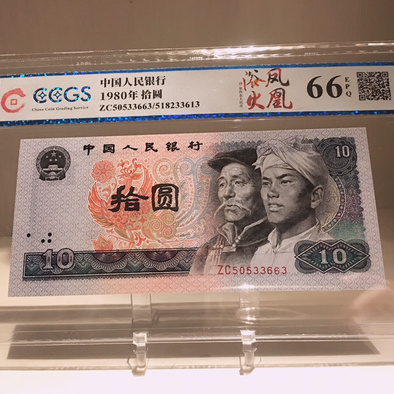 CCGS
China Coin Grading Service
中国人民银行
1980年 拾圆
ZC50533663/518233613
凤凰
浴火
66
EPQ
中国人民银行
10
拾圆
ZC50533663
10
10